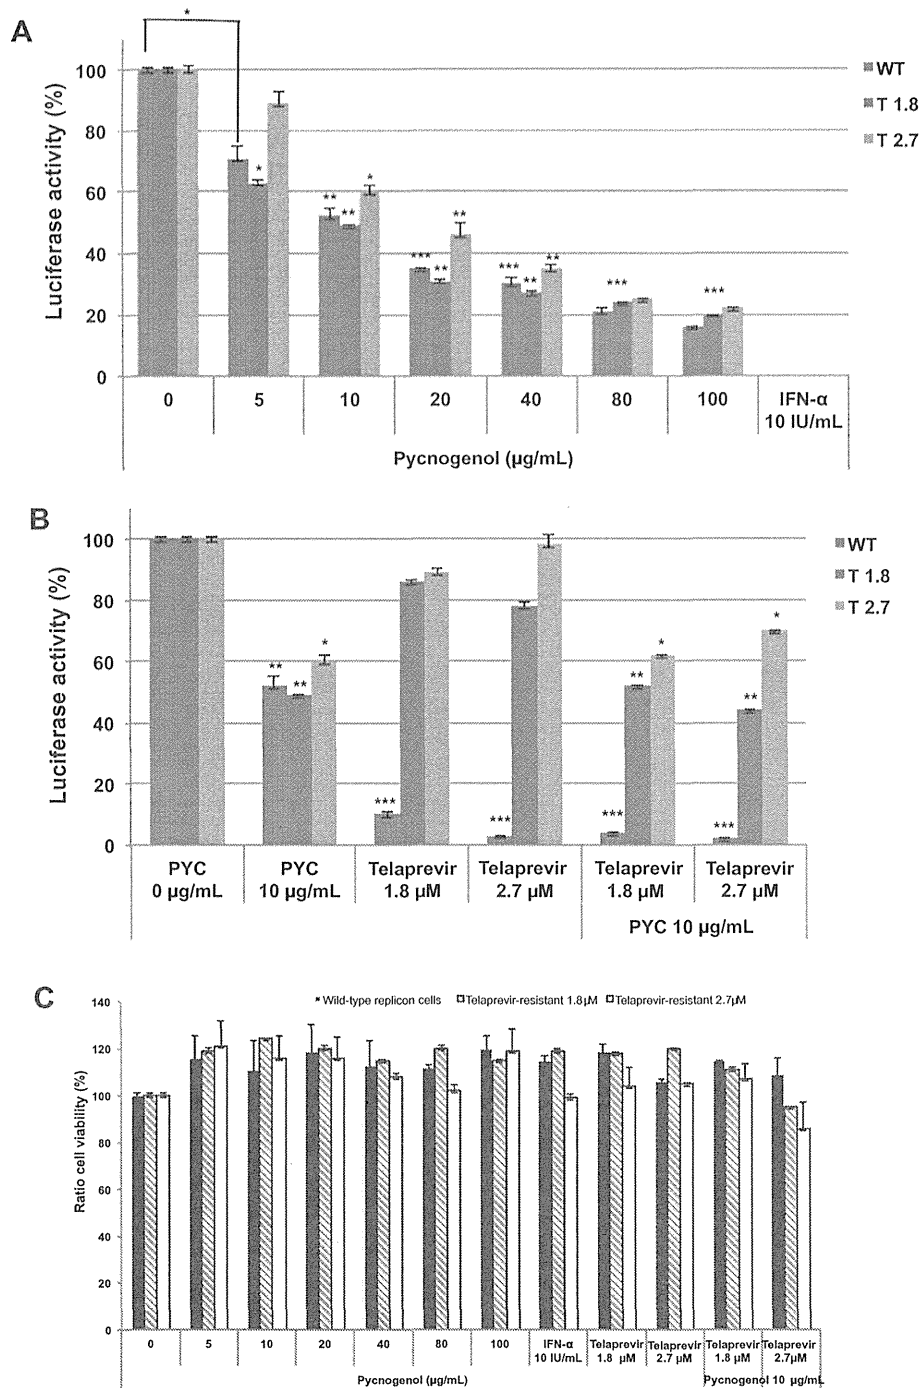 A
*
Luciferase activity (%)
100
80
60
40
20
0
WT
T 1.8
T 2.7
*
** ** *
*** ** **
*** ** **
***
***
0 5 10 20 40 80 100 IFN-α
10 IU/mL
Pycnogenol (µg/mL)
B
Luciferase activity (%)
100
80
60
40
20
0
WT
T 1.8
T 2.7
** ** *
***
***
*** ** *
*** ** *
PYC PYC Telaprevir Telaprevir Telaprevir Telaprevir
0 µg/mL 10 µg/mL 1.8 µM 2.7 µM 1.8 µM 2.7 µM
PYC 10 µg/mL
C
Wild-type replicon cells Telaprevir-resistant 1.8µM Telaprevir-resistant 2.7µM
Ratio cell viability (%)
140
120
100
80
60
40
20
0
0 5 10 20 40 80 100 IFN-α Telaprevir Telaprevir Telaprevir Telaprevir
10 IU/mL 1.8 µM 2.7 µM 1.8 µM 2.7µM
Pycnogenol (µg/mL) Pycnogenol 10 µg/mL